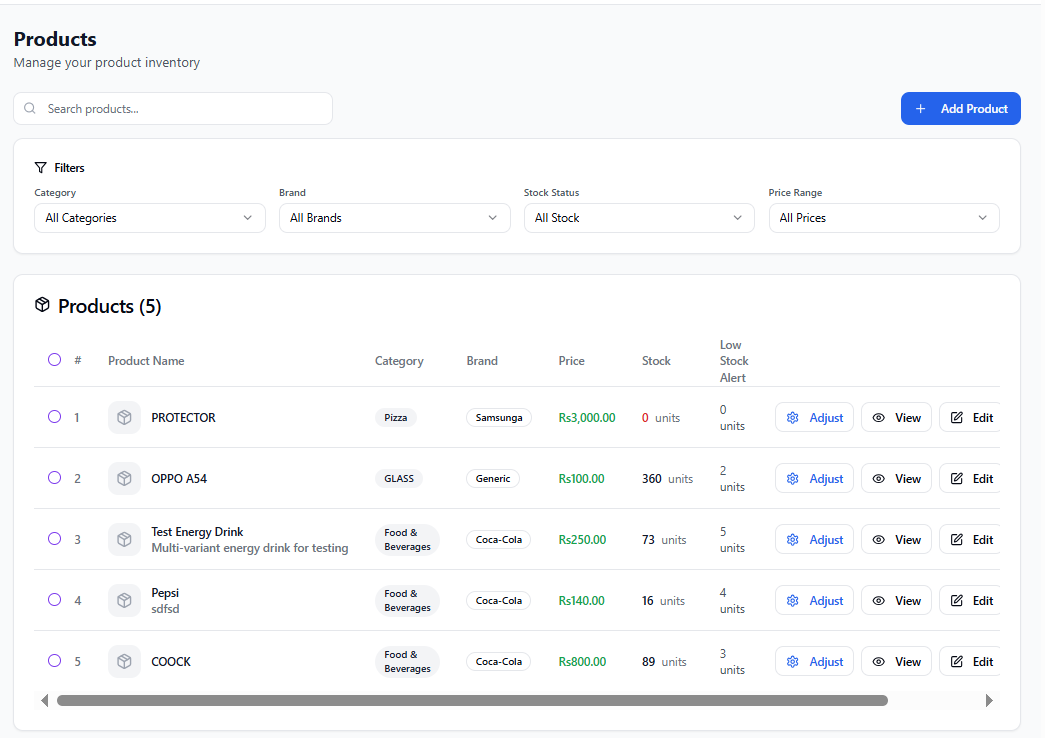 Products
Manage your product inventory
Search products...
+ Add Product
Filters
Category
Brand
Stock Status
Price Range
All Categories
All Brands
All Stock
All Prices
Products (5)
# Product Name Category Brand Price Stock Low Stock Alert
1 PROTECTOR Pizza Samsunga Rs3,000.00 0 units 0 units Adjust View Edit
2 OPPO A54 GLASS Generic Rs100.00 360 units 2 units Adjust View Edit
3 Test Energy Drink Food & Beverages Coca-Cola Rs250.00 73 units 5 units Adjust View Edit
Multi-variant energy drink for testing
4 Pepsi Food & Beverages Coca-Cola Rs140.00 16 units 4 units Adjust View Edit
sdfsd
5 COOCK Food & Beverages Coca-Cola Rs800.00 89 units 3 units Adjust View Edit